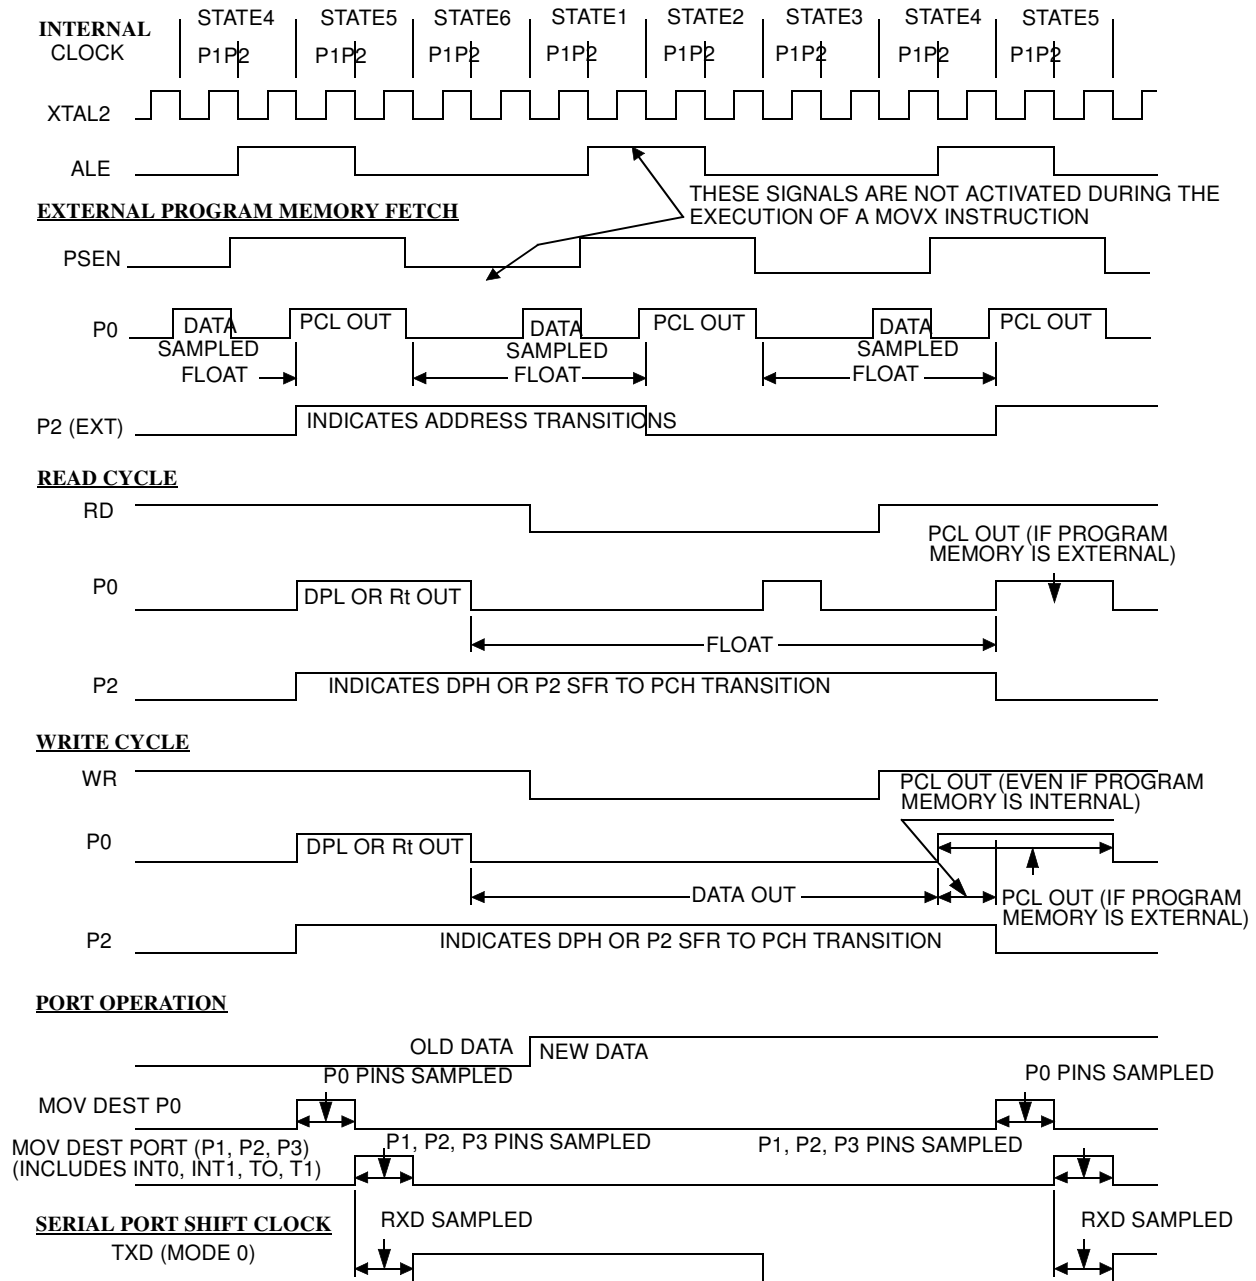 INTERNAL CLOCK
STATE4 STATE5 STATE6 STATE1 STATE2 STATE3 STATE4 STATE5
P1P2 P1P2 P1P2 P1P2 P1P2 P1P2 P1P2 P1P2
XTAL2
ALE
THESE SIGNALS ARE NOT ACTIVATED DURING THE
EXECUTION OF A MOVX INSTRUCTION
EXTERNAL PROGRAM MEMORY FETCH
PSEN
P0
DATA PCL OUT DATA PCL OUT DATA PCL OUT
SAMPLED SAMPLED SAMPLED
FLOAT FLOAT FLOAT
P2 (EXT)
INDICATES ADDRESS TRANSITIONS
READ CYCLE
RD
PCL OUT (IF PROGRAM
MEMORY IS EXTERNAL)
P0
DPL OR Rt OUT
FLOAT
P2
INDICATES DPH OR P2 SFR TO PCH TRANSITION
WRITE CYCLE
WR
PCL OUT (EVEN IF PROGRAM
MEMORY IS INTERNAL)
P0
DPL OR Rt OUT
DATA OUT
PCL OUT (IF PROGRAM
MEMORY IS EXTERNAL)
P2
INDICATES DPH OR P2 SFR TO PCH TRANSITION
PORT OPERATION
OLD DATA NEW DATA
P0 PINS SAMPLED P0 PINS SAMPLED
MOV DEST P0
MOV DEST PORT (P1, P2, P3)
(INCLUDES INT0, INT1, TO, T1)
P1, P2, P3 PINS SAMPLED P1, P2, P3 PINS SAMPLED
SERIAL PORT SHIFT CLOCK
RXD SAMPLED RXD SAMPLED
TXD (MODE 0)